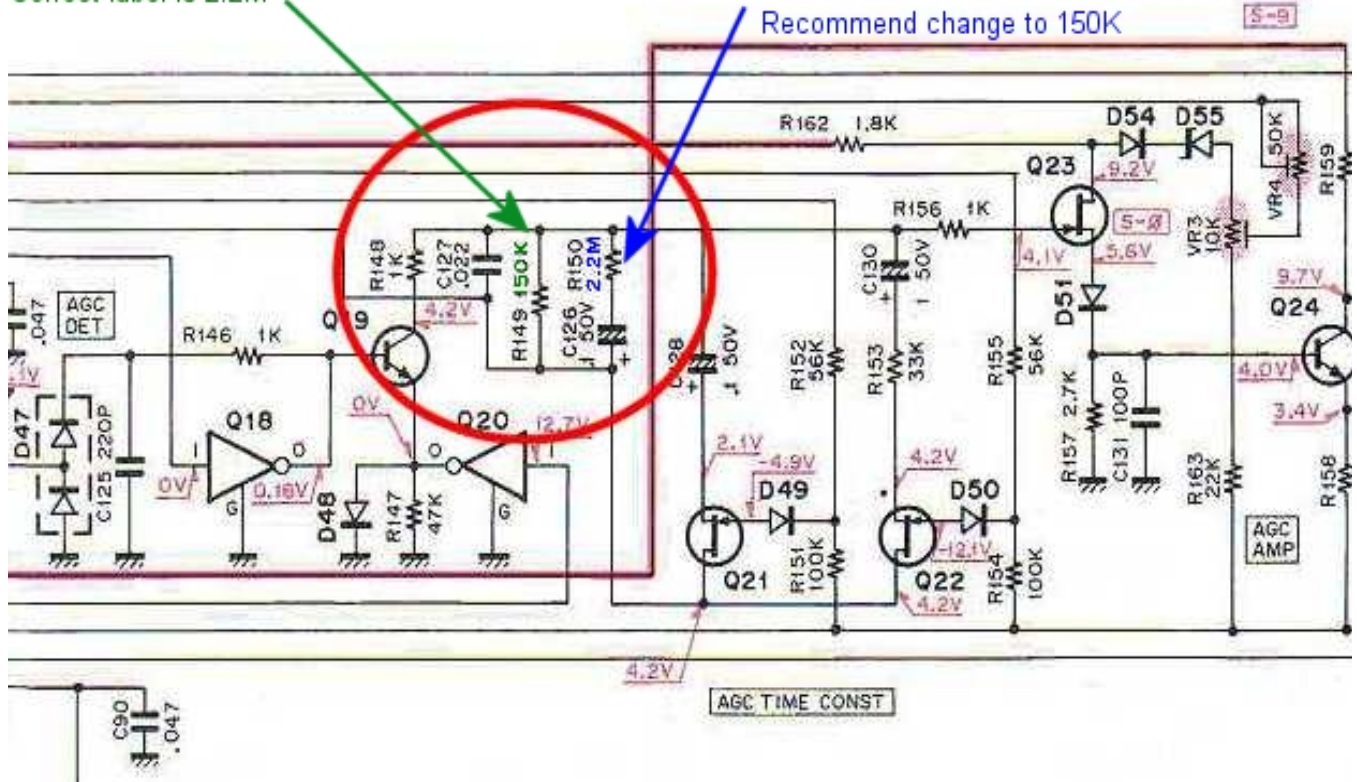 Correct label is 2.2M
Recommend change to 150K
S-9
R162 1.8K
D54
D55
50K
VR4
R159
Q23
9.2V
S-Ø
R156 1K
VR3
10K
4.1V
5.6V
R148
1K
C127
.022
150K
R149
R150
2.2M
C126
.1 50V
C130
.1 50V
D51
9.7V
Q24
.047
AGC
DET
R146 1K
Q19
4.2V
.1 50V
R152
56K
R153
33K
R155
56K
4.0V
3.4V
D47
C125 220P
Q18
0V
Q20
12.7V
I
O
O
I
0V
0.16V
G
G
D48
R147
47K
2.1V
-4.9V
D49
4.2V
D50
-12.1V
R157 2.7K
C131 100P
R163
22K
R158
Q21
R151
100K
Q22
R154
100K
AGC
AMP
4.2V
4.2V
AGC TIME CONST
C90
.047